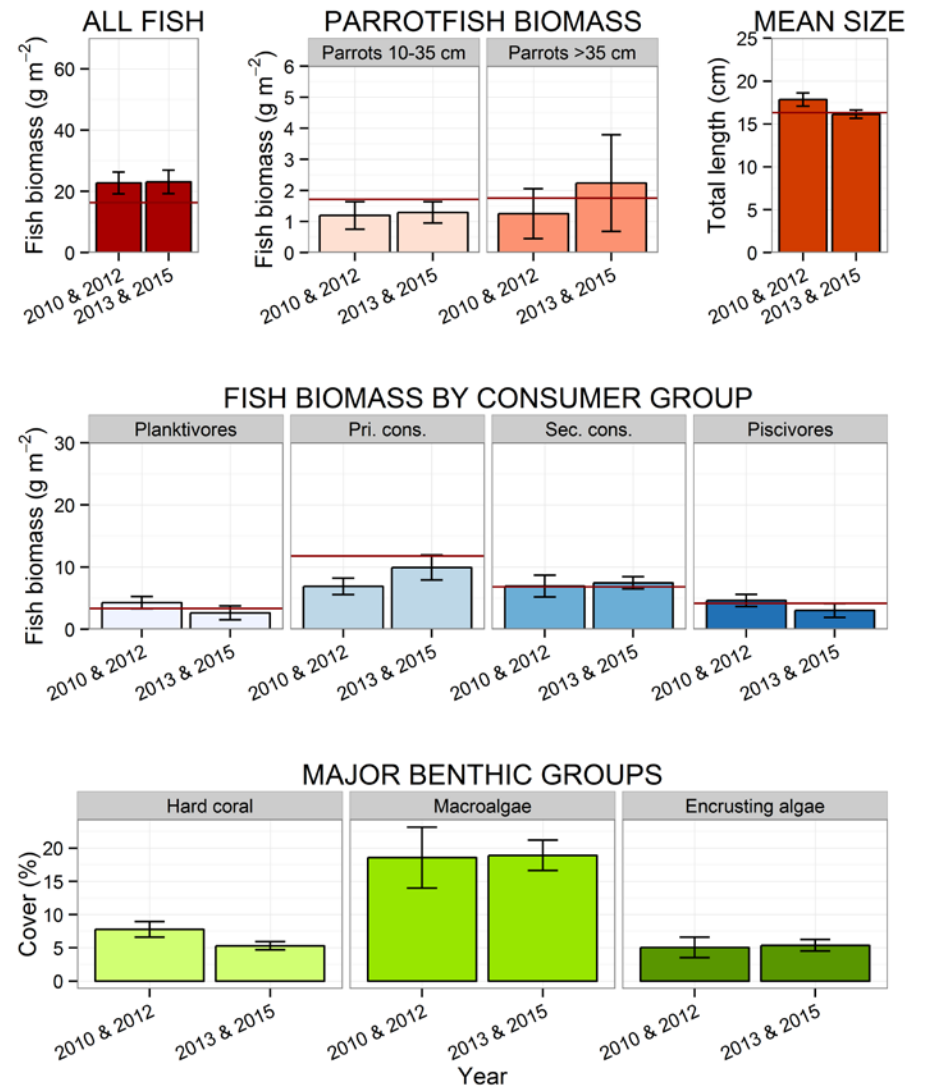 ALL FISH
Fish biomass (g m⁻²)
60
40
20
0
2010 & 2012
2013 & 2015
PARROTFISH BIOMASS
Parrots 10-35 cm
Parrots >35 cm
Fish biomass (g m⁻²)
6
5
4
3
2
1
0
2010 & 2012
2013 & 2015
2010 & 2012
2013 & 2015
MEAN SIZE
Total length (cm)
25
20
15
10
5
0
2010 & 2012
2013 & 2015
FISH BIOMASS BY CONSUMER GROUP
Planktivores
Pri. cons.
Sec. cons.
Piscivores
Fish biomass (g m⁻²)
30
20
10
0
2010 & 2012
2013 & 2015
2010 & 2012
2013 & 2015
2010 & 2012
2013 & 2015
2010 & 2012
2013 & 2015
MAJOR BENTHIC GROUPS
Hard coral
Macroalgae
Encrusting algae
Cover (%)
20
15
10
5
0
2010 & 2012
2013 & 2015
2010 & 2012
2013 & 2015
2010 & 2012
2013 & 2015
Year